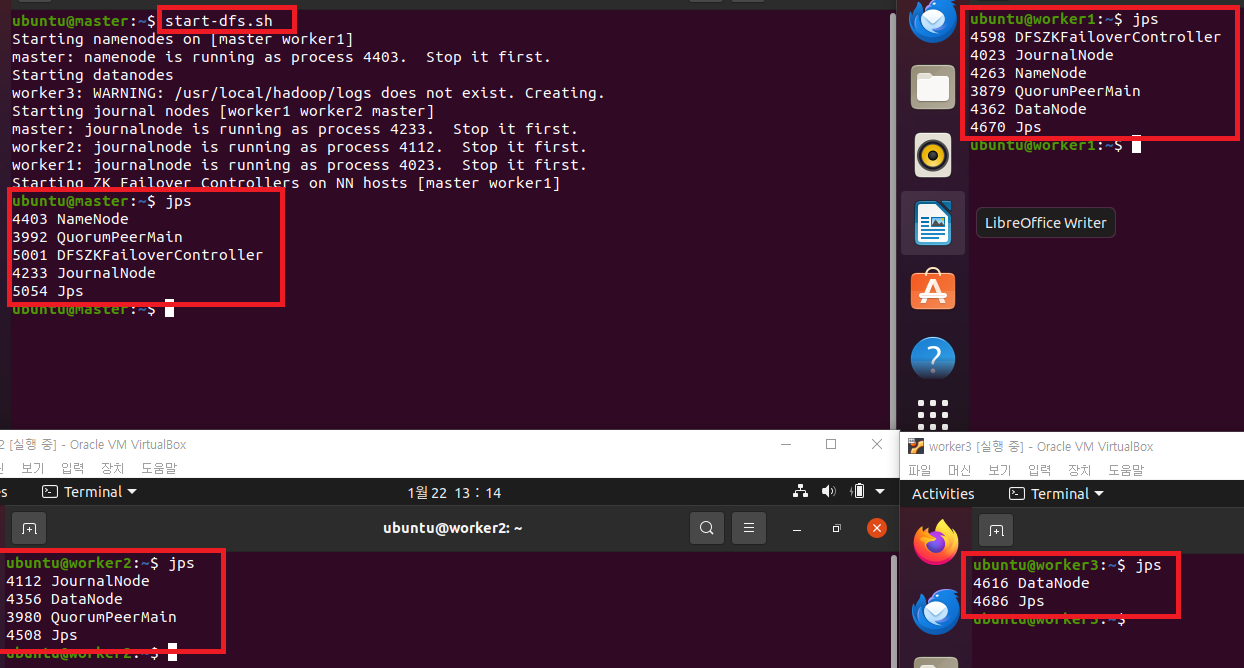 ubuntu@master:~$ start-dfs.sh
Starting namenodes on [master worker1]
master: namenode is running as process 4403.  Stop it first.
Starting datanodes
worker3: WARNING: /usr/local/hadoop/logs does not exist. Creating.
Starting journal nodes [worker1 worker2 master]
master: journalnode is running as process 4233.  Stop it first.
worker2: journalnode is running as process 4112.  Stop it first.
worker1: journalnode is running as process 4023.  Stop it first.
Starting ZK Failover Controllers on NN hosts [master worker1]
ubuntu@master:~$ jps
4403 NameNode
3992 QuorumPeerMain
5001 DFSZKFailoverController
4233 JournalNode
5054 Jps
ubuntu@master:~$
ubuntu@worker1:~$ jps
4598 DFSZKFailoverController
4023 JournalNode
4263 NameNode
3879 QuorumPeerMain
4362 DataNode
4670 Jps
ubuntu@worker1:~$
LibreOffice Writer
2 [실행 중] - Oracle VM VirtualBox
보기 입력 장치 도움말
Terminal
1월 22 13 : 14
ubuntu@worker2: ~
ubuntu@worker2:~$ jps
4112 JournalNode
4356 DataNode
3980 QuorumPeerMain
4508 Jps
ubuntu@worker2:~$
worker3 [실행 중] - Oracle VM VirtualBox
파일 머신 보기 입력 장치 도움말
Activities Terminal
ubuntu@worker3:~$ jps
4616 DataNode
4686 Jps
ubuntu@worker3:~$